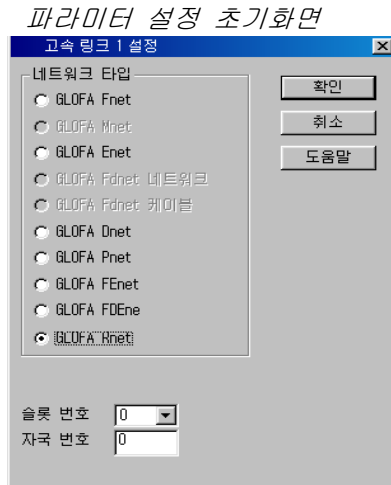 파라미터 설정 초기화면
고속 링크 1 설정
네트워크 타입
GLOFA Fnet
GLOFA Mnet
GLOFA Enet
GLOFA Fdnet 네트워크
GLOFA Fdnet 케이블
GLOFA Dnet
GLOFA Pnet
GLOFA FEnet
GLOFA FDEne
GLOFA Rnet
확인
취소
도움말
슬롯 번호 0
자국 번호 0